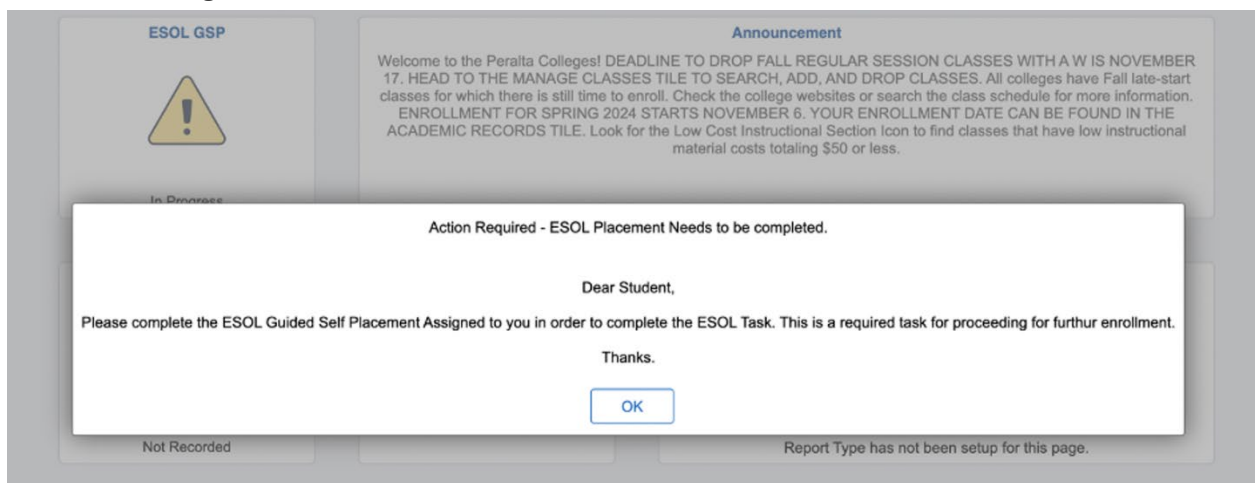 ESOL GSP
In Progress
Announcement
Welcome to the Peralta Colleges! DEADLINE TO DROP FALL REGULAR SESSION CLASSES WITH A W IS NOVEMBER
17. HEAD TO THE MANAGE CLASSES TILE TO SEARCH, ADD, AND DROP CLASSES. All colleges have Fall late-start
classes for which there is still time to enroll. Check the college websites or search the class schedule for more information.
ENROLLMENT FOR SPRING 2024 STARTS NOVEMBER 6. YOUR ENROLLMENT DATE CAN BE FOUND IN THE
ACADEMIC RECORDS TILE. Look for the Low Cost Instructional Section Icon to find classes that have low instructional
material costs totaling $50 or less.
Action Required - ESOL Placement Needs to be completed.
Dear Student,
Please complete the ESOL Guided Self Placement Assigned to you in order to complete the ESOL Task. This is a required task for proceeding for furthur enrollment.
Thanks.
OK
Not Recorded
Report Type has not been setup for this page.